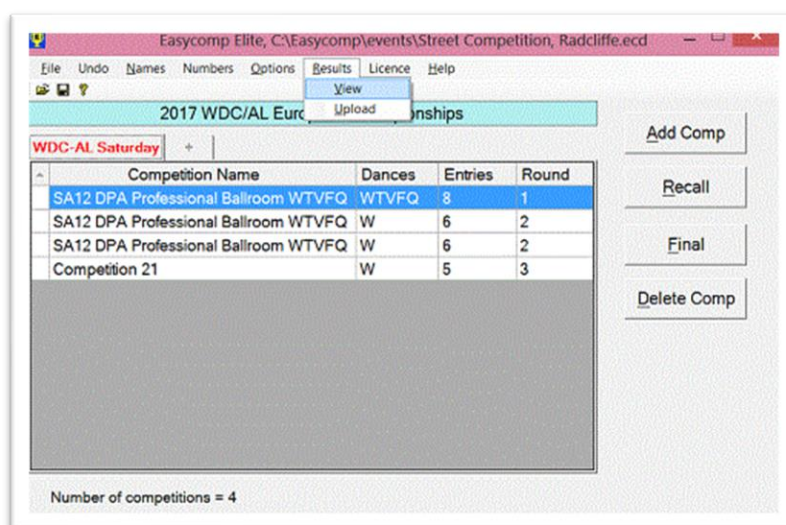 Easycomp Elite, C:\Easycomp\events\Street Competition, Radcliffe.ecd
File Undo Names Numbers Options Results Licence Help
View
Upload
2017 WDC/AL Euro
nships
WDC-AL Saturday +
Competition Name Dances Entries Round
SA12 DPA Professional Ballroom WTVFQ WTVFQ 8 1
SA12 DPA Professional Ballroom WTVFQ W 6 2
SA12 DPA Professional Ballroom WTVFQ W 6 2
Competition 21 W 5 3
Add Comp
Recall
Final
Delete Comp
Number of competitions = 4